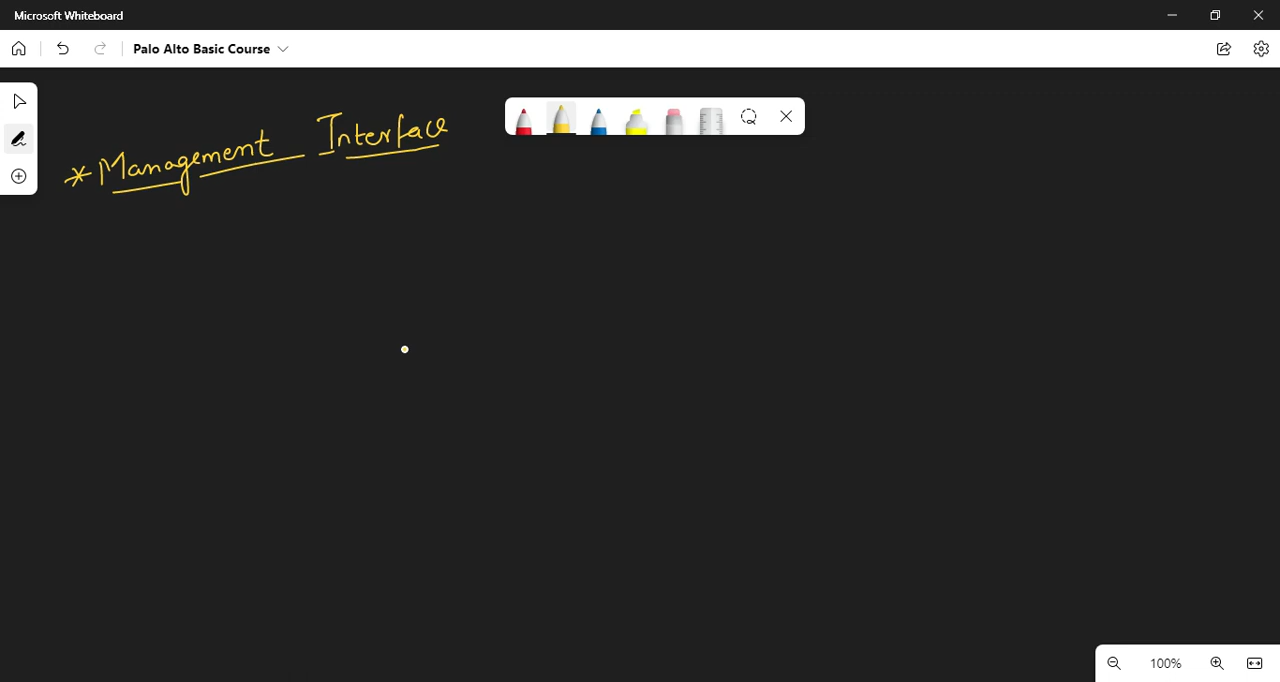 Microsoft Whiteboard
Palo Alto Basic Course
* Management Interface
100%